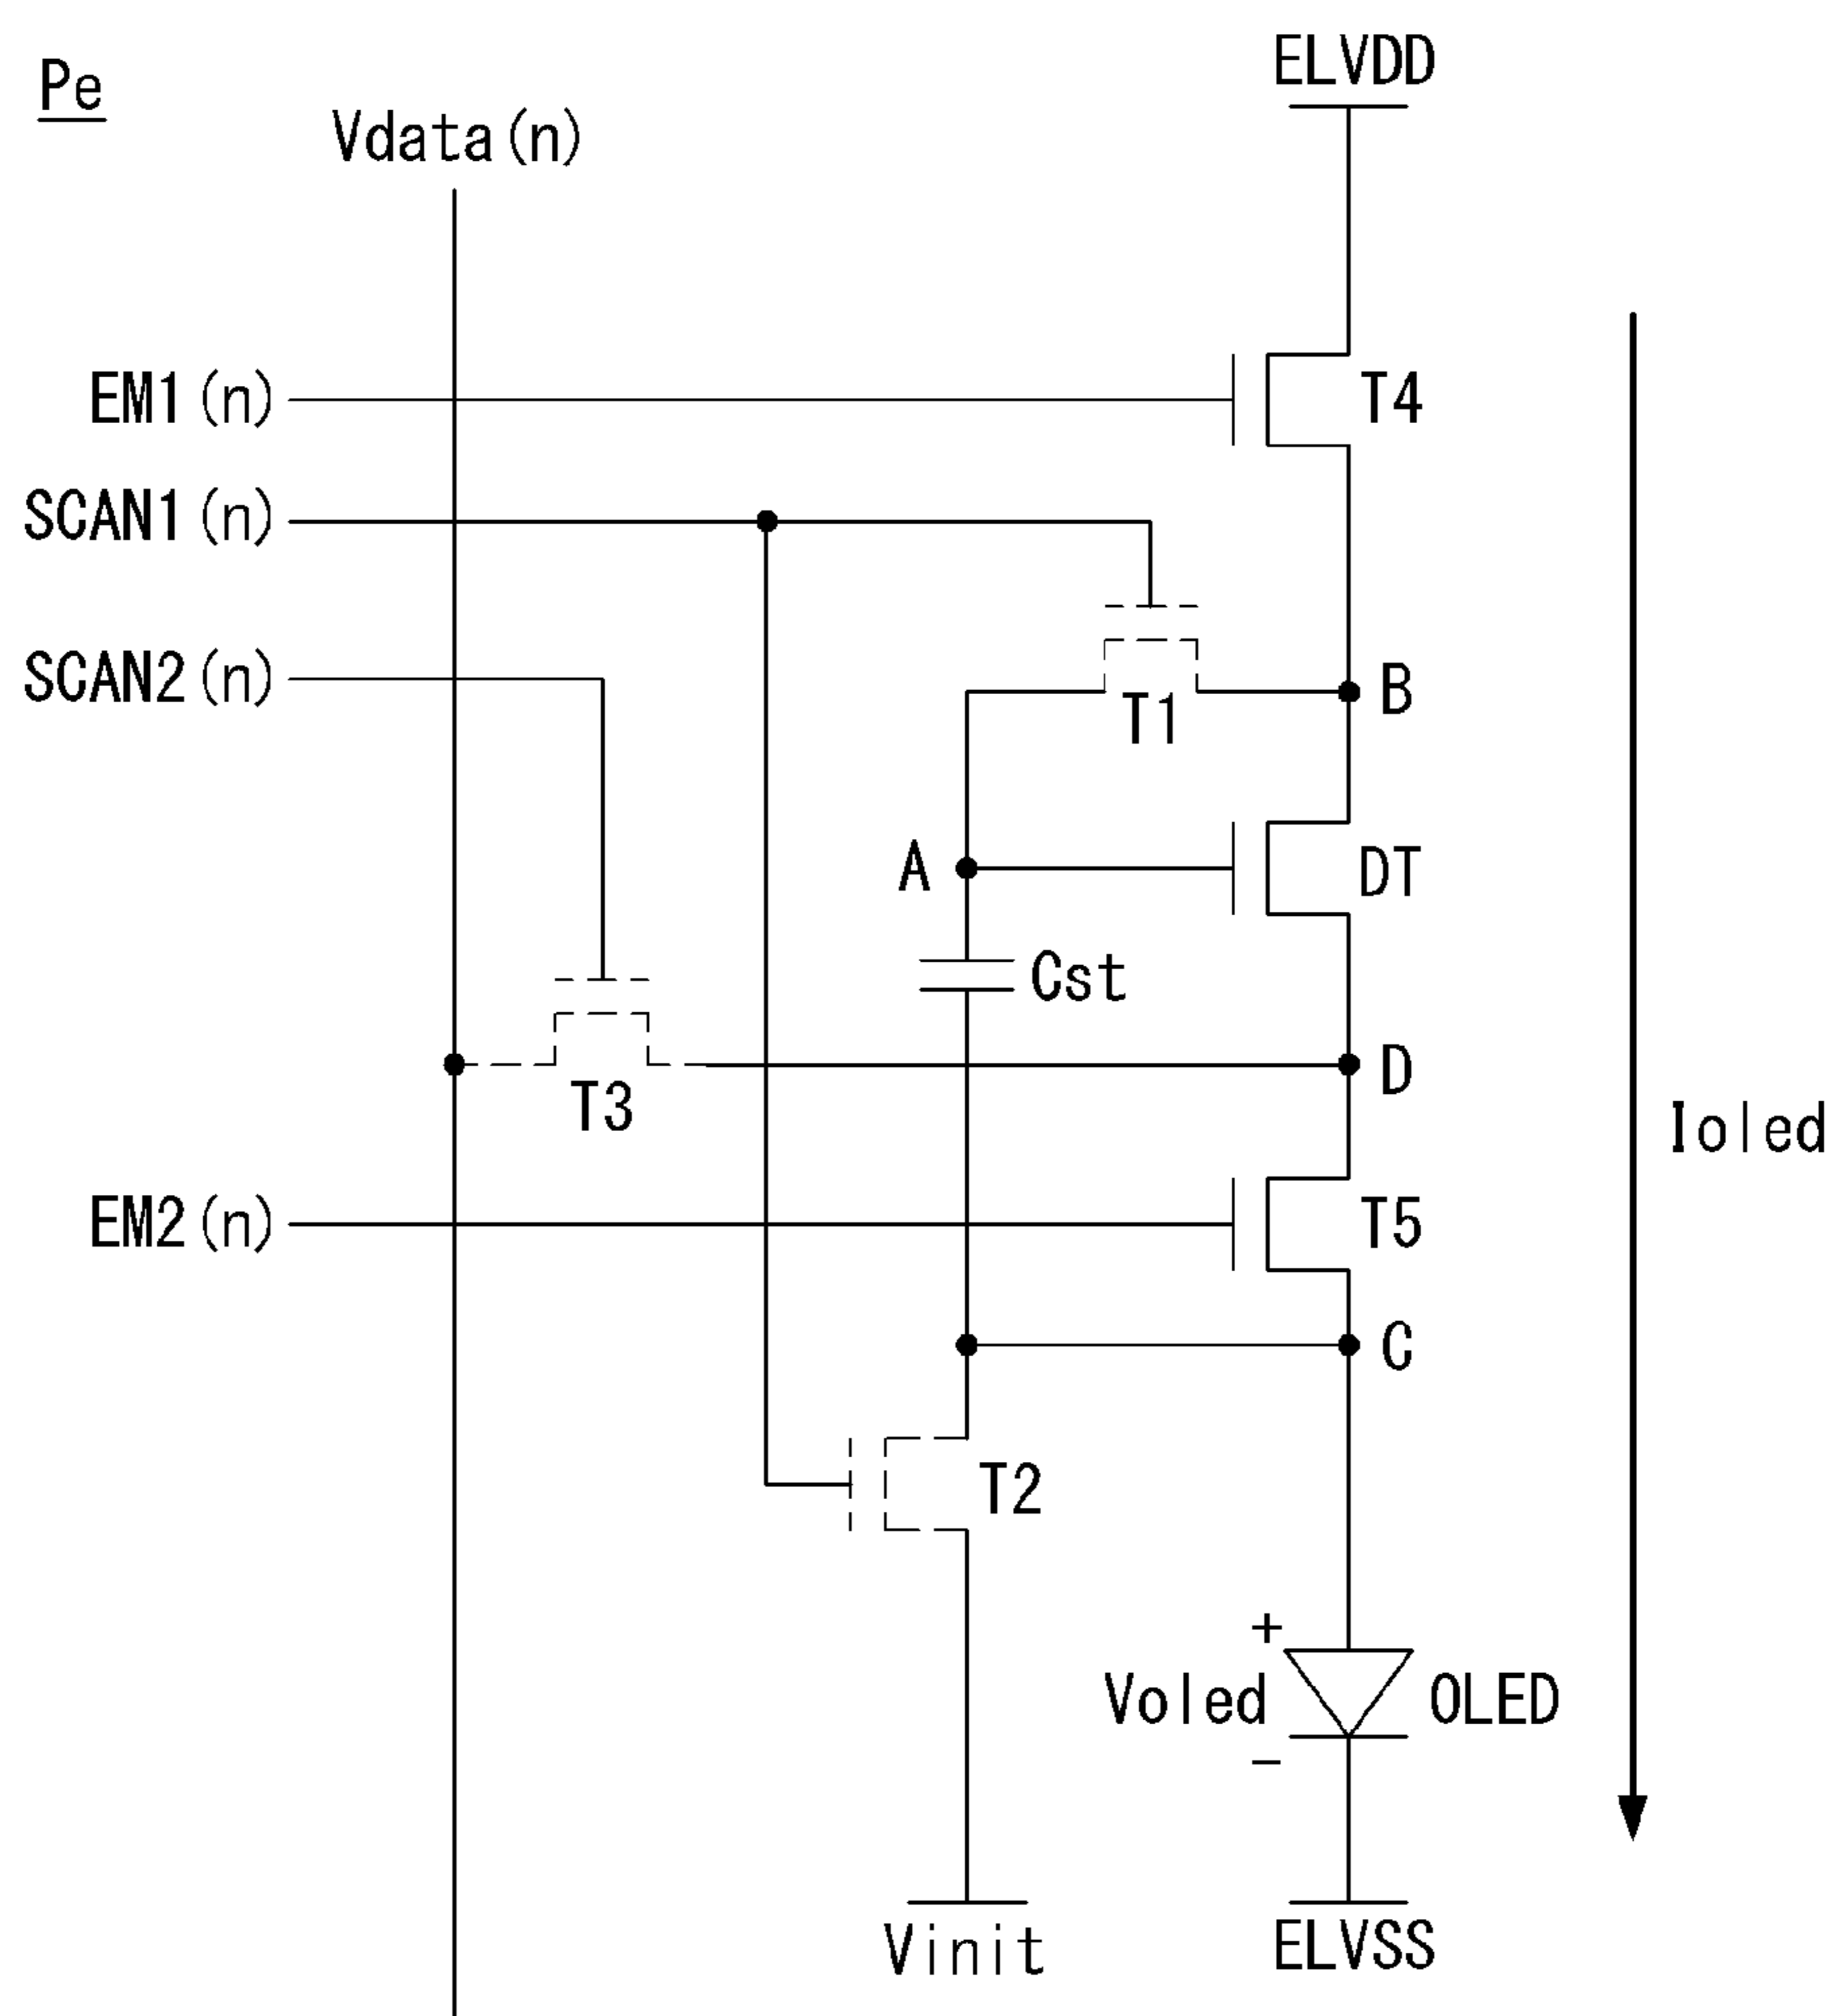 Pe
ELVDD
Vdata(n)
EM1(n)
T4
SCAN1(n)
SCAN2(n)
T1
B
A
DT
Cst
T3
D
Ioled
EM2(n)
T5
C
T2
+
Voled
OLED
-
Vinit
ELVSS